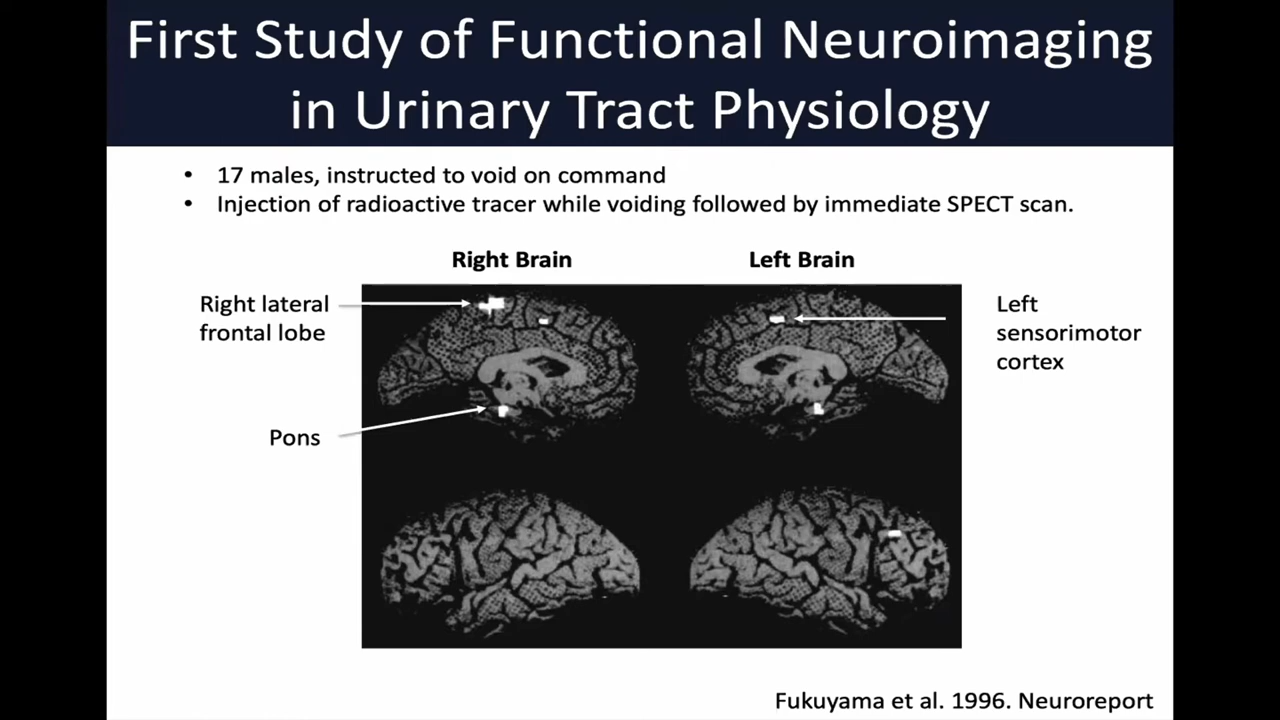 First Study of Functional Neuroimaging
in Urinary Tract Physiology
• 17 males, instructed to void on command
• Injection of radioactive tracer while voiding followed by immediate SPECT scan.
Right Brain
Left Brain
Right lateral
frontal lobe
Left
sensorimotor
cortex
Pons
Fukuyama et al. 1996. Neuroreport